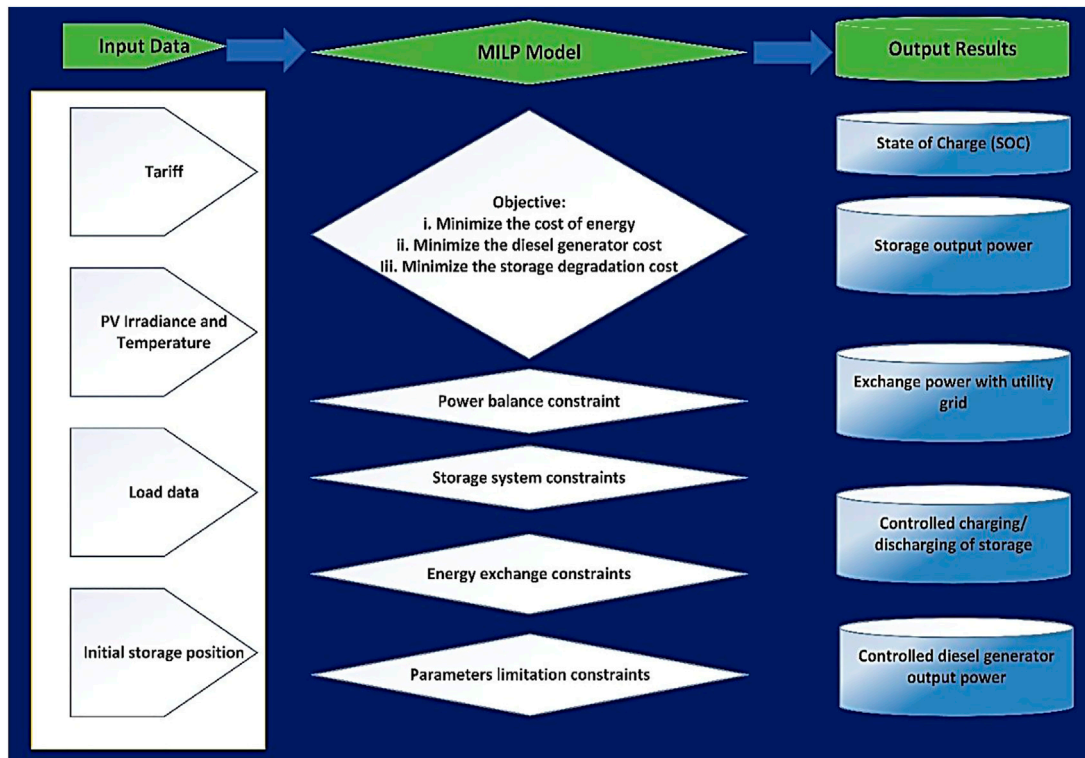 Input Data
MILP Model
Output Results
Tariff
PV Irradiance and
Temperature
Load data
Initial storage position
Objective:
i. Minimize the cost of energy
ii. Minimize the diesel generator cost
Iii. Minimize the storage degradation cost
Power balance constraint
Storage system constraints
Energy exchange constraints
Parameters limitation constraints
State of Charge (SOC)
Storage output power
Exchange power with utility
grid
Controlled charging/
discharging of storage
Controlled diesel generator
output power